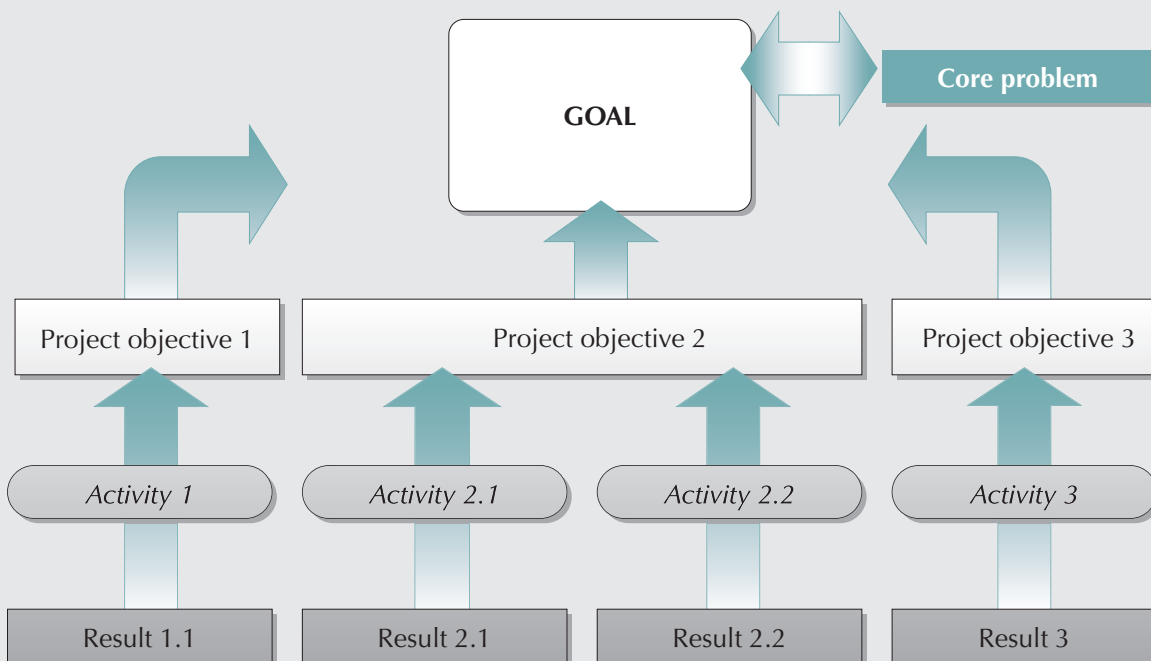 GOAL
Core problem
Project objective 1
Project objective 2
Project objective 3
Activity 1
Activity 2.1
Activity 2.2
Activity 3
Result 1.1
Result 2.1
Result 2.2
Result 3